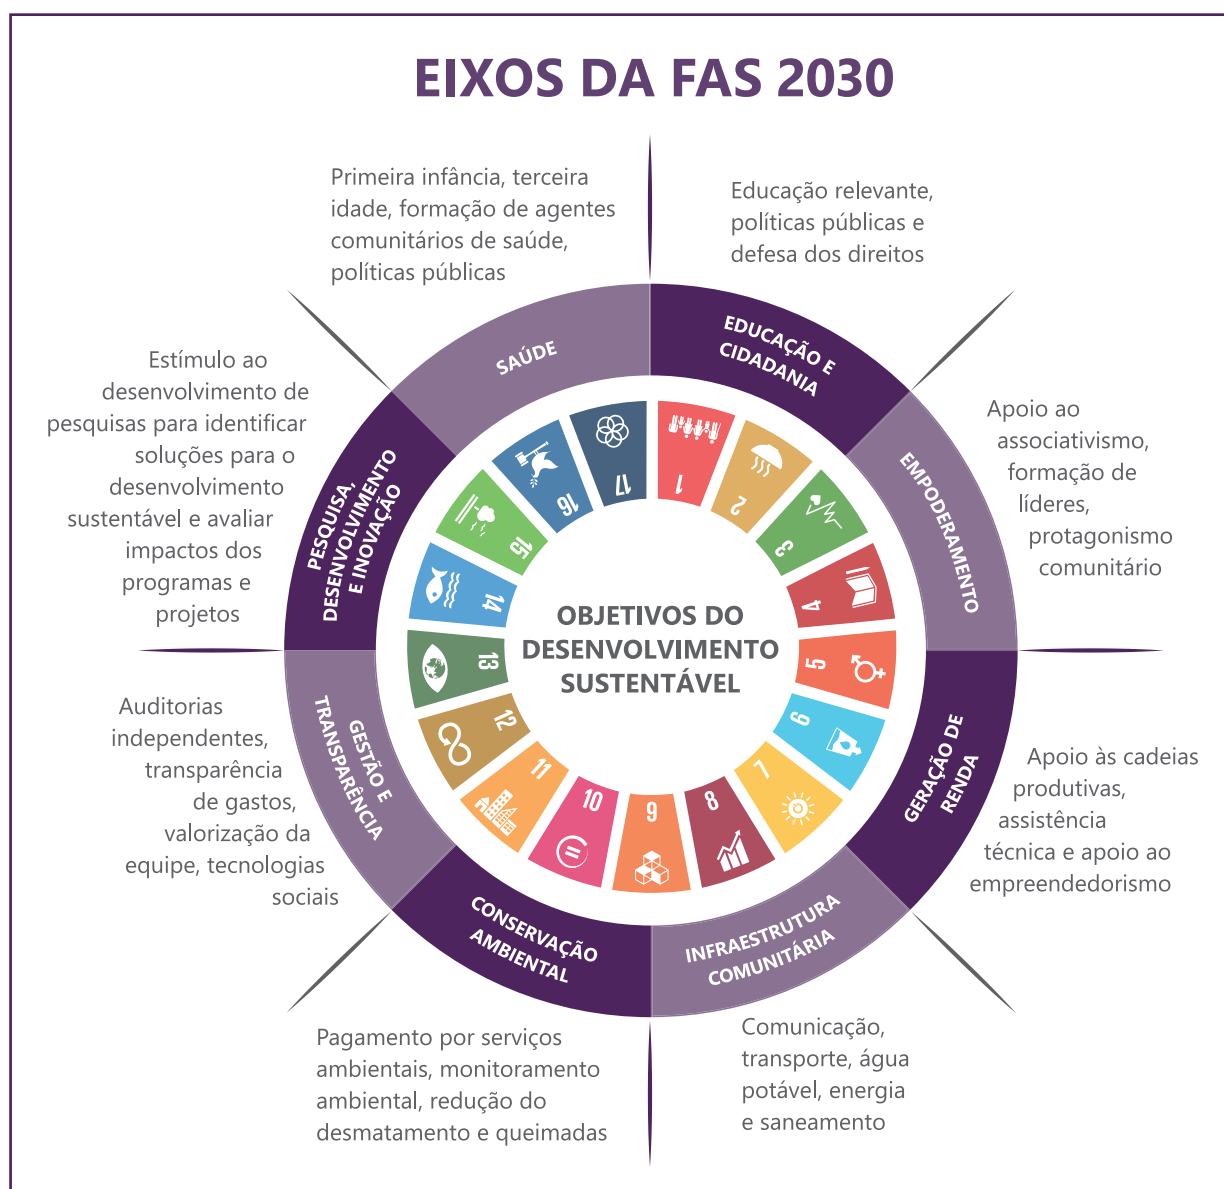 EIXOS DA FAS 2030
Primeira infância, terceira
idade, formação de agentes
comunitários de saúde,
políticas públicas
Educação relevante,
políticas públicas e
defesa dos direitos
SAÚDE
EDUCAÇÃO E
CIDADANIA
Estímulo ao
desenvolvimento de
pesquisas para identificar
soluções para o
desenvolvimento
sustentável e avaliar
impactos dos
programas e
projetos
PESQUISA,
DESENVOLVIMENTO
E INOVAÇÃO
EMPODERAMENTO
Apoio ao
associativismo,
formação de
líderes,
protagonismo
comunitário
1
2
3
4
5
6
7
8
9
10
11
12
13
14
15
16
17
OBJETIVOS DO
DESENVOLVIMENTO
SUSTENTÁVEL
Auditorias
independentes,
transparência
de gastos,
valorização da
equipe, tecnologias
sociais
GESTÃO E
TRANSPARÊNCIA
GERAÇÃO DE
RENDA
Apoio às cadeias
produtivas,
assistência
técnica e apoio ao
empreendedorismo
CONSERVAÇÃO
AMBIENTAL
INFRAESTRUTURA
COMUNITÁRIA
Pagamento por serviços
ambientais, monitoramento
ambiental, redução do
desmatamento e queimadas
Comunicação,
transporte, água
potável, energia
e saneamento